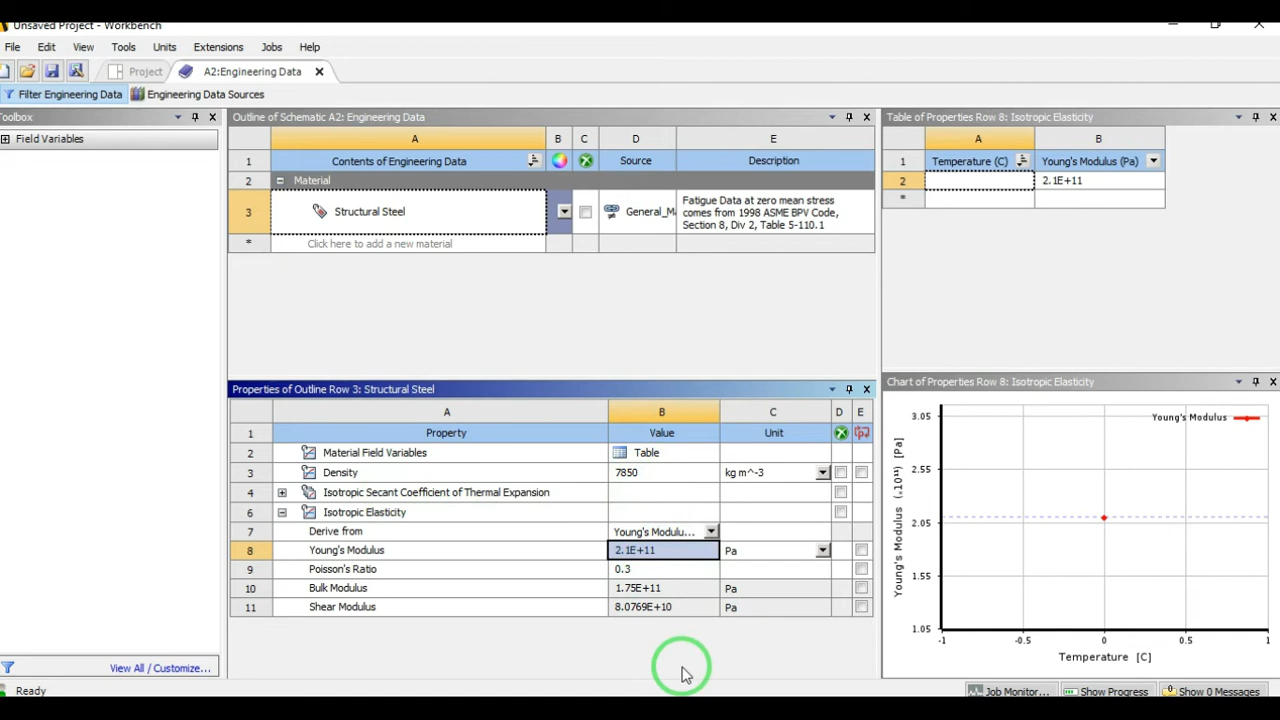 Unsaved Project - Workbench
File Edit View Tools Units Extensions Jobs Help
Project A2:Engineering Data
Filter Engineering Data Engineering Data Sources
Toolbox
Field Variables
View All / Customize...
Outline of Schematic A2: Engineering Data
A B C D E
1 Contents of Engineering Data Source Description
2 Material
3 Structural Steel General_M Fatigue Data at zero mean stress
comes from 1998 ASME BPV Code,
Section 8, Div 2, Table 5-110.1
* Click here to add a new material
Properties of Outline Row 3: Structural Steel
A B C D E
1 Property Value Unit
2 Material Field Variables Table
3 Density 7850 kg m^-3
4 Isotropic Secant Coefficient of Thermal Expansion
6 Isotropic Elasticity
7 Derive from Young's Modulu...
8 Young's Modulus 2.1E+11 Pa
9 Poisson's Ratio 0.3
10 Bulk Modulus 1.75E+11 Pa
11 Shear Modulus 8.0769E+10 Pa
Table of Properties Row 8: Isotropic Elasticity
A B
1 Temperature (C) Young's Modulus (Pa)
2 2.1E+11
*
Chart of Properties Row 8: Isotropic Elasticity
Young's Modulus
3.05
2.55
2.05
1.55
1.05
Young's Modulus (.10¹¹) [Pa]
-1 -0.5 0 0.5 1
Temperature [C]
Ready Job Monitor... Show Progress Show 0 Messages